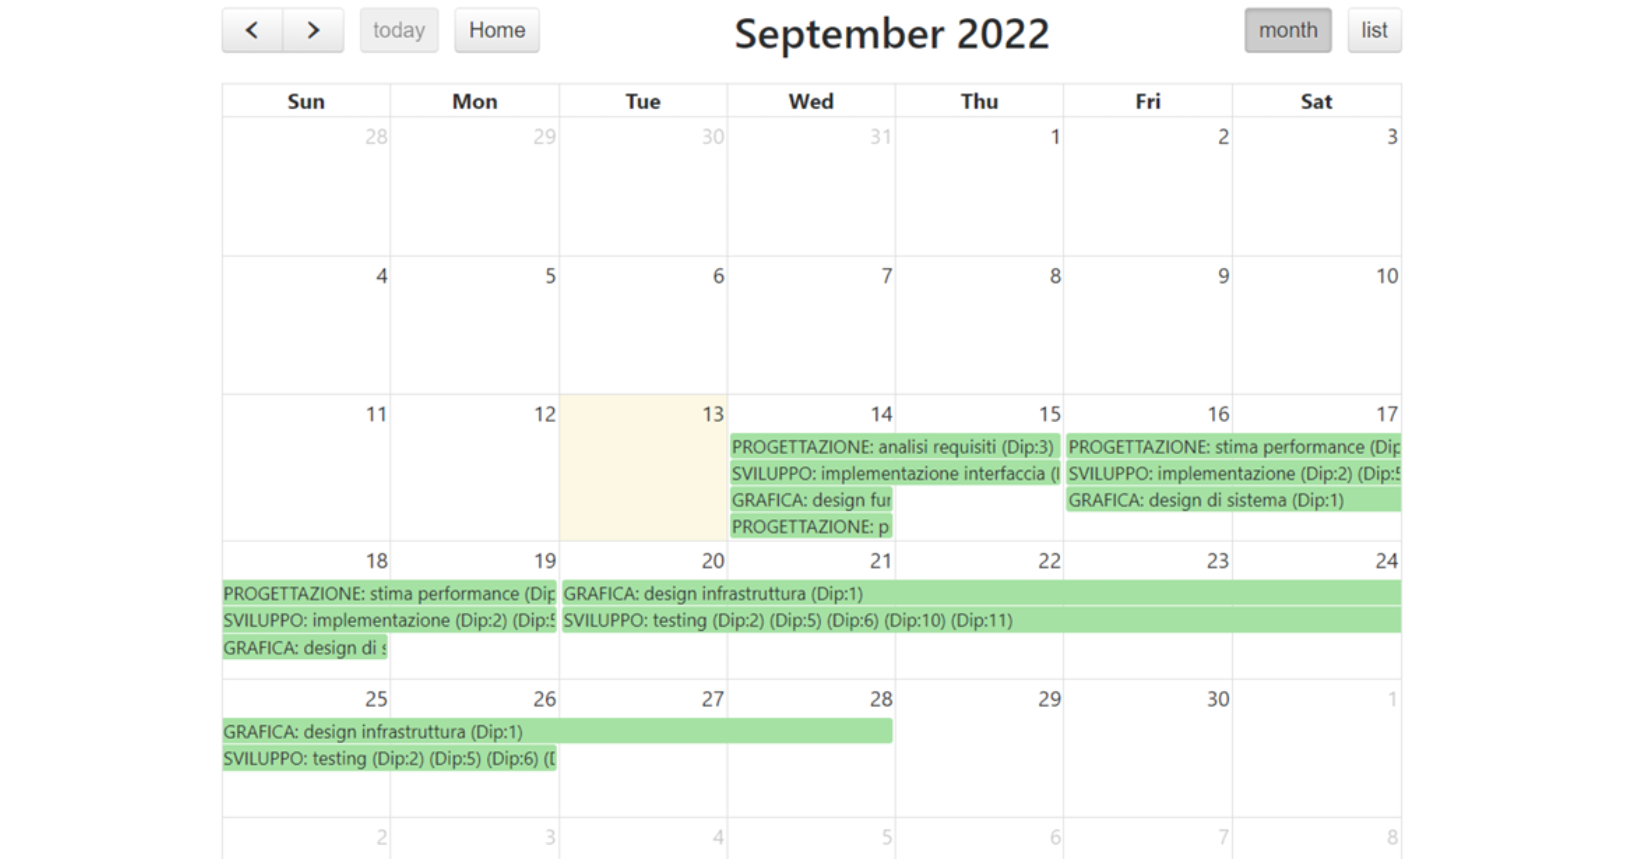 today Home September 2022 month list
Sun Mon Tue Wed Thu Fri Sat
28 29 30 31 1 2 3
4 5 6 7 8 9 10
11 12 13 14 15 16 17
PROGETTAZIONE: analisi requisiti (Dip:3) PROGETTAZIONE: stima performance (Dip
SVILUPPO: implementazione interfaccia ( SVILUPPO: implementazione (Dip:2) (Dip:5
GRAFICA: design fur GRAFICA: design di sistema (Dip:1)
PROGETTAZIONE: p
18 19 20 21 22 23 24
PROGETTAZIONE: stima performance (Dip GRAFICA: design infrastruttura (Dip:1)
SVILUPPO: implementazione (Dip:2) (Dip:5 SVILUPPO: testing (Dip:2) (Dip:5) (Dip:6) (Dip:10) (Dip:11)
GRAFICA: design di s
25 26 27 28 29 30 1
GRAFICA: design infrastruttura (Dip:1)
SVILUPPO: testing (Dip:2) (Dip:5) (Dip:6) (D
2 3 4 5 6 7 8